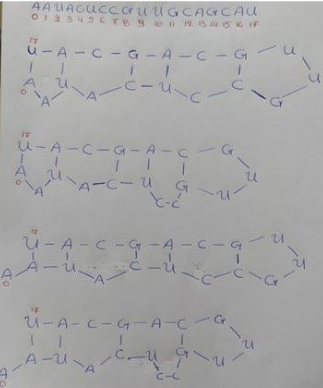 AAUACUCCGUUGCAGCAU
0 1 2 3 4 5 6 7 8 9 10 11 12 13 14 15 16 17
17
U - A - C - G - A - C - G U
U
A U A C - U C C G
0 A
17
U - A - C - G - A - C - G
U
A U A - C U G U
0 A C - C
17
U - A - C - G - A - C - G - U
U
A - A - U A C U C - C - G
0
17
U - A - C - G - A - C - G
U
A - A - U A C U G U
0 C - C